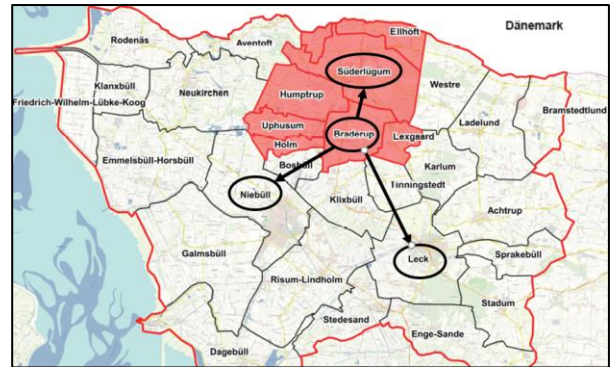 Dänemark
Ellhöft
Rodenäs
Aventoft
Süderlügum
Klanxbüll
Neukirchen
Humptrup
Westre
Bramstedtlund
Friedrich-Wilhelm-Lübke-Koog
Ladelund
Uphusum
Braderup
Lexgaard
Holm
Emmelsbüll-Horsbüll
Bosbüll
Karlum
Tinningstedt
Niebüll
Klixbüll
Achtrup
Galmsbüll
Leck
Sprakebüll
Risum-Lindholm
Stadum
Stedesand
Enge-Sande
Dagebüll